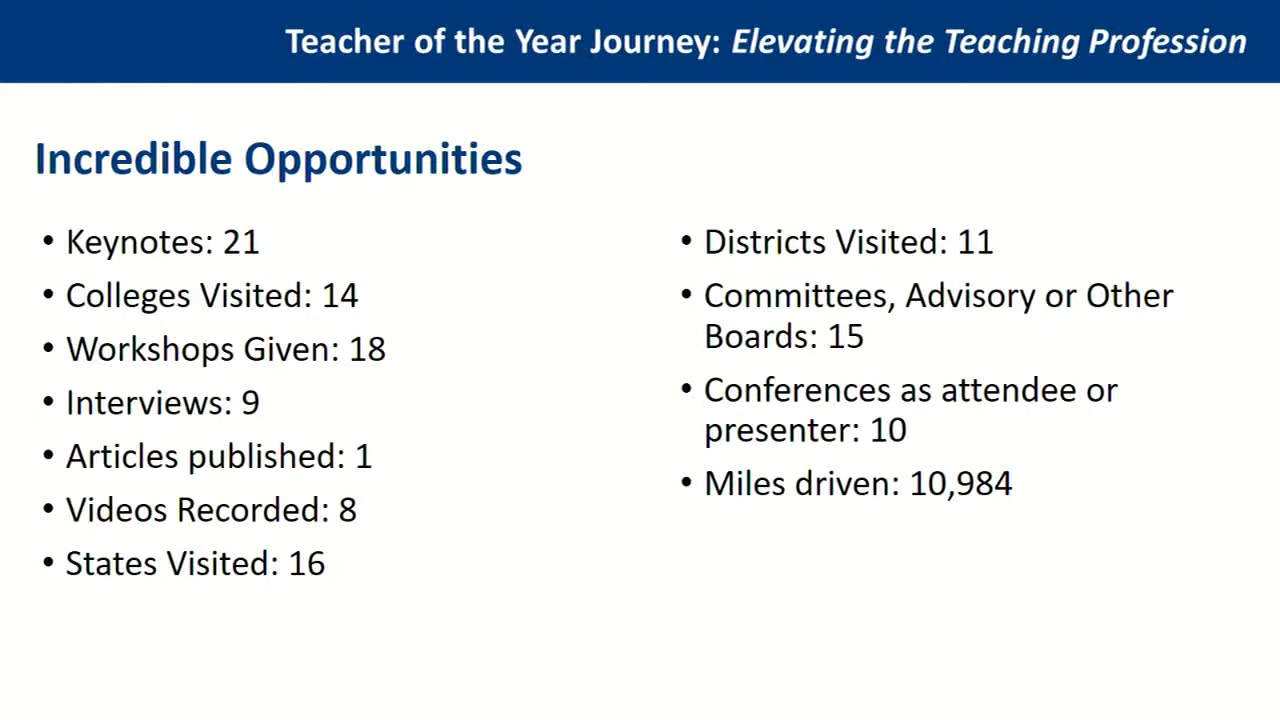 Teacher of the Year Journey: Elevating the Teaching Profession
Incredible Opportunities
• Keynotes: 21
• Colleges Visited: 14
• Workshops Given: 18
• Interviews: 9
• Articles published: 1
• Videos Recorded: 8
• States Visited: 16
• Districts Visited: 11
• Committees, Advisory or Other
Boards: 15
• Conferences as attendee or
presenter: 10
• Miles driven: 10,984